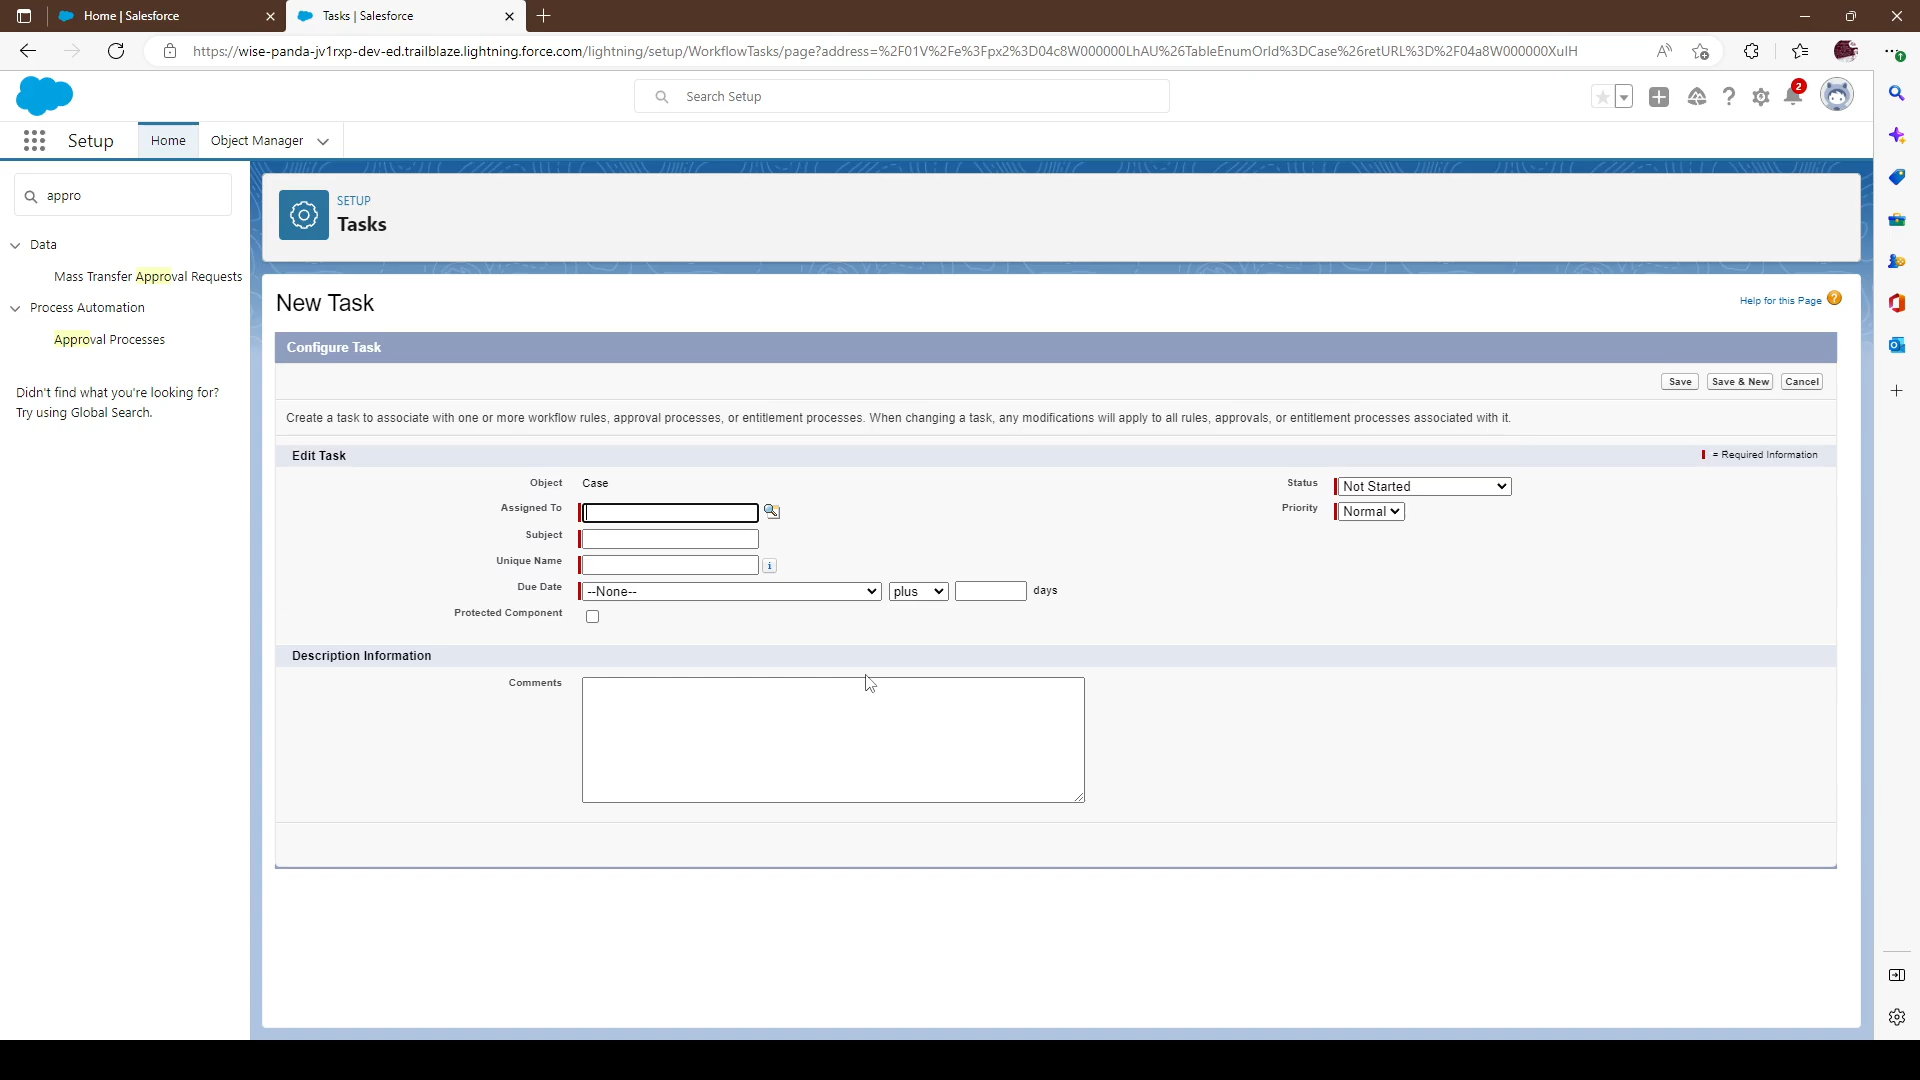 Home | Salesforce
Tasks | Salesforce
https://wise-panda-jv1rxp-dev-ed.trailblaze.lightning.force.com/lightning/setup/WorkflowTasks/page?address=%2F01V%2Fe%3Fpx2%3D04c8W000000LhAU%26TableEnumOrId%3DCase%26retURL%3D%2F04a8W000000XuIH
Search Setup
2
Setup
Home
Object Manager
appro
Data
Mass Transfer Approval Requests
Process Automation
Approval Processes
Didn't find what you're looking for?
Try using Global Search.
SETUP
Tasks
New Task
Help for this Page
Configure Task
Save
Save & New
Cancel
Create a task to associate with one or more workflow rules, approval processes, or entitlement processes. When changing a task, any modifications will apply to all rules, approvals, or entitlement processes associated with it.
Edit Task
= Required Information
Object Case
Status Not Started
Assigned To
Priority Normal
Subject
Unique Name
Due Date --None-- plus days
Protected Component
Description Information
Comments